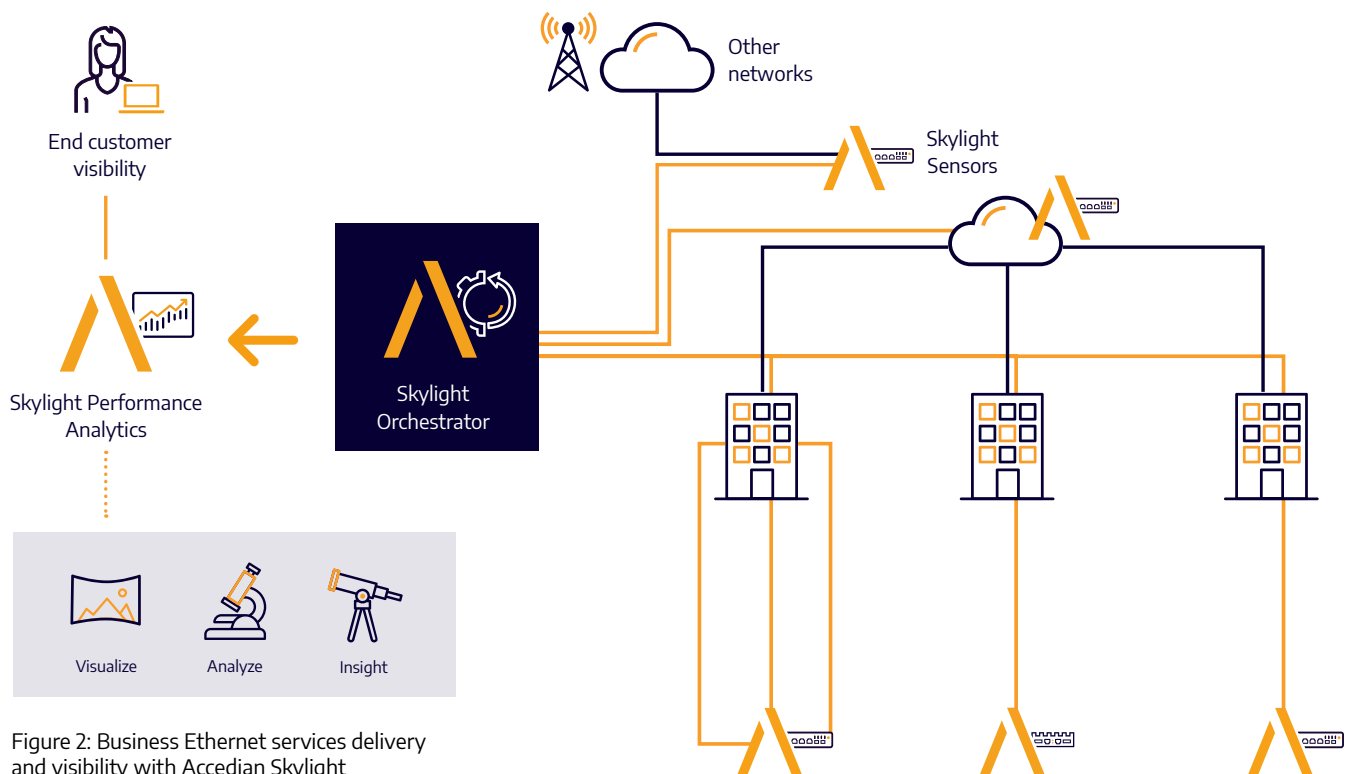 Other
networks
End customer
visibility
Skylight
Sensors
Skylight
Orchestrator
Skylight Performance
Analytics
Visualize
Analyze
Insight
Figure 2: Business Ethernet services delivery
and visibility with Accedian Skylight